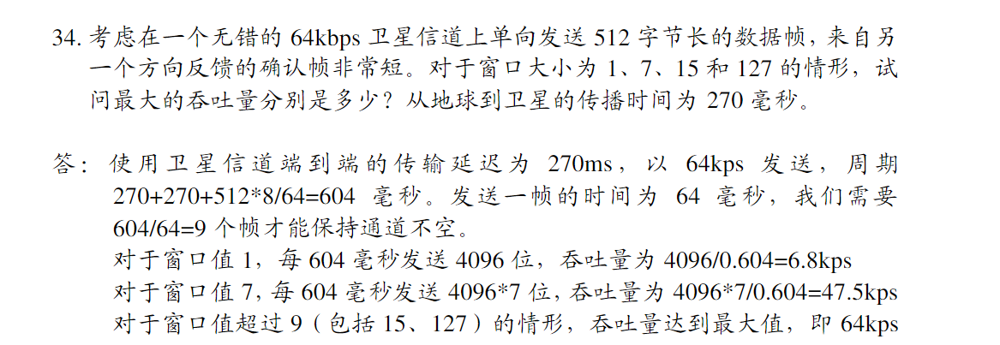 34. 考虑在一个无错的 64kbps 卫星信道上单向发送 512 字节长的数据帧，来自另
一个方向反馈的确认帧非常短。对于窗口大小为 1、7、15 和 127 的情形，试
问最大的吞吐量分别是多少？从地球到卫星的传播时间为 270 毫秒。
答：使用卫星信道端到端的传输延迟为 270ms，以 64kps 发送，周期
270+270+512*8/64=604 毫秒。发送一帧的时间为 64 毫秒，我们需要
604/64=9 个帧才能保持通道不空。
对于窗口值 1，每 604 毫秒发送 4096 位，吞吐量为 4096/0.604=6.8kps
对于窗口值 7，每 604 毫秒发送 4096*7 位，吞吐量为 4096*7/0.604=47.5kps
对于窗口值超过 9（包括 15、127）的情形，吞吐量达到最大值，即 64kps